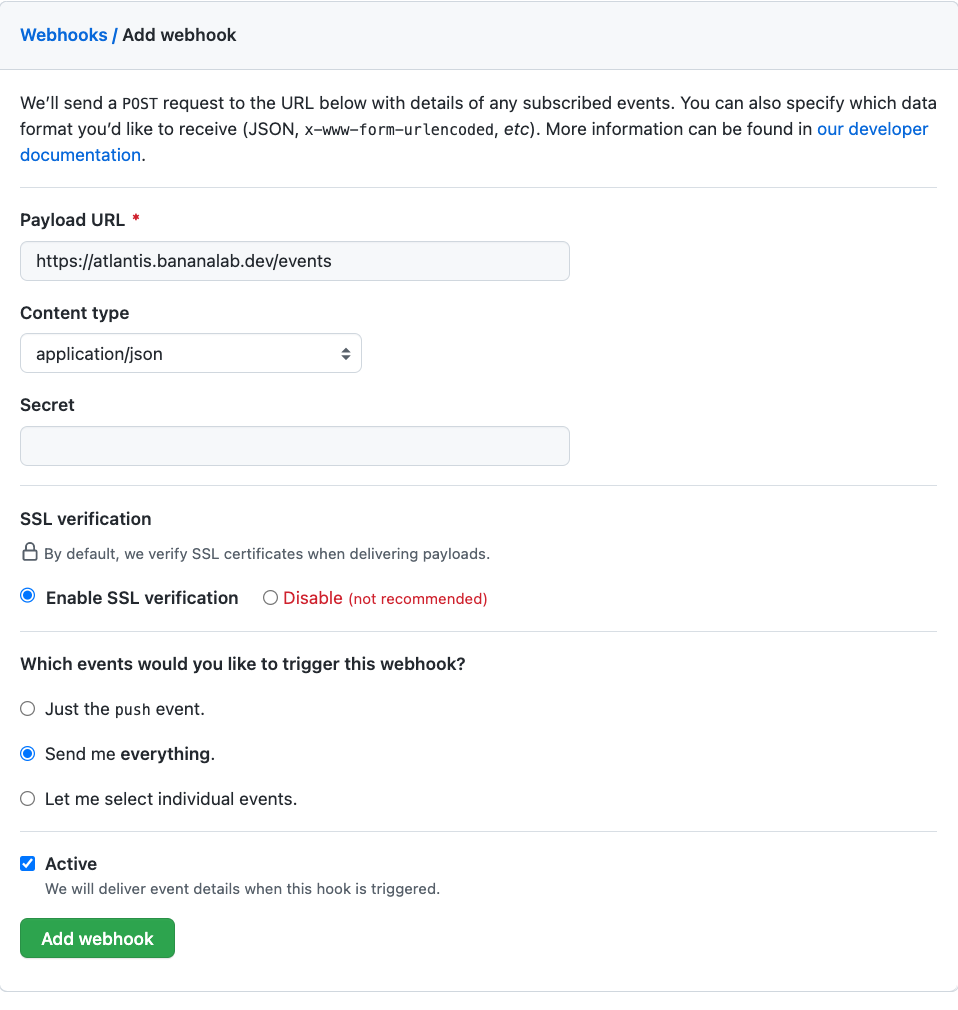 Webhooks / Add webhook
We’ll send a POST request to the URL below with details of any subscribed events. You can also specify which data
format you’d like to receive (JSON, x-www-form-urlencoded, etc). More information can be found in our developer
documentation.
Payload URL *
https://atlantis.bananalab.dev/events
Content type
application/json
Secret
SSL verification
By default, we verify SSL certificates when delivering payloads.
Enable SSL verification Disable (not recommended)
Which events would you like to trigger this webhook?
Just the push event.
Send me everything.
Let me select individual events.
Active
We will deliver event details when this hook is triggered.
Add webhook